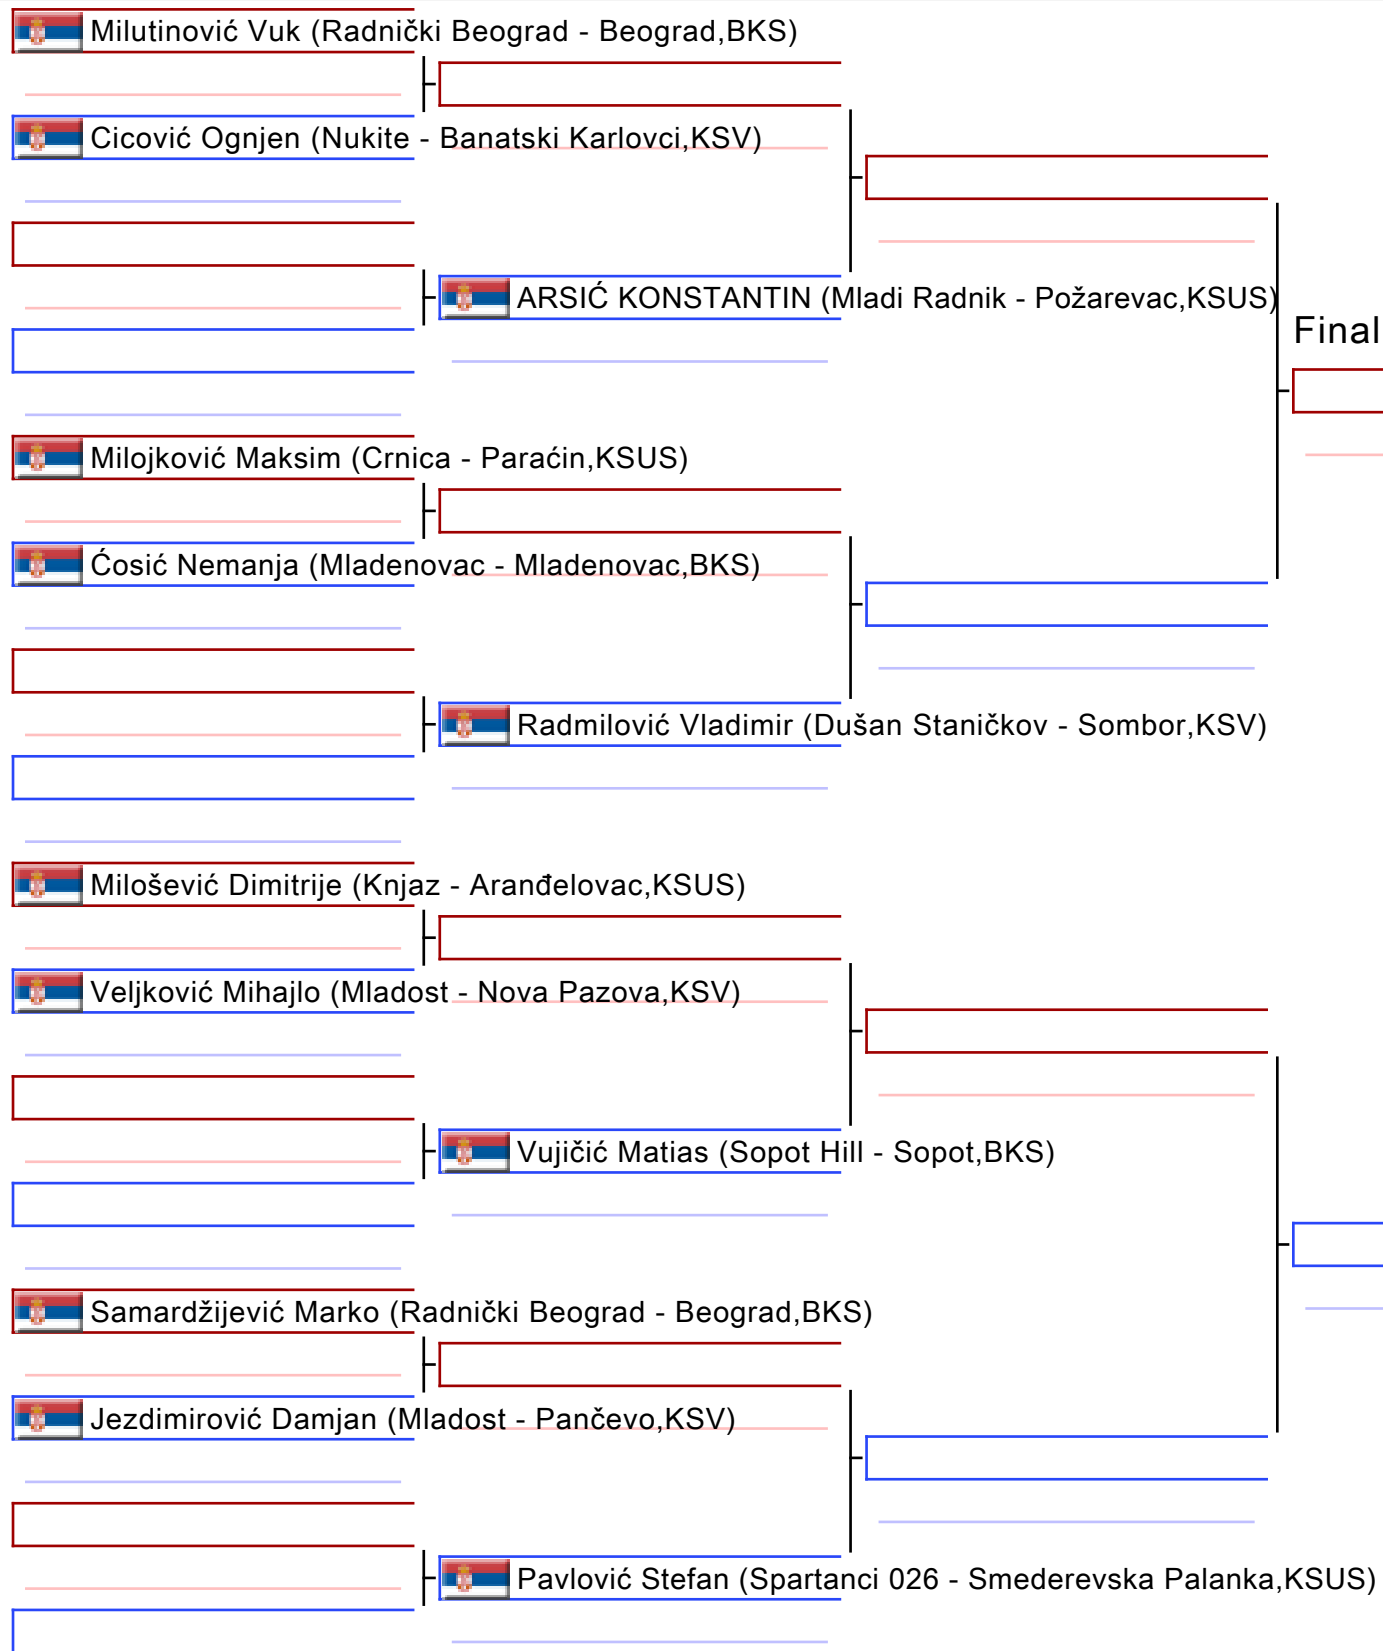 Milutinović Vuk (Radnički Beograd - Beograd,BKS)
Cicović Ognjen (Nukite - Banatski Karlovci,KSV)
ARSIĆ KONSTANTIN (Mladi Radnik - Požarevac,KSUS)
Final
Milojković Maksim (Crnica - Paraćin,KSUS)
Ćosić Nemanja (Mladenovac - Mladenovac,BKS)
Radmilović Vladimir (Dušan Staničkov - Sombor,KSV)
Milošević Dimitrije (Knjaz - Aranđelovac,KSUS)
Veljković Mihajlo (Mladost - Nova Pazova,KSV)
Vujičić Matias (Sopot Hill - Sopot,BKS)
Samardžijević Marko (Radnički Beograd - Beograd,BKS)
Jezdimirović Damjan (Mladost - Pančevo,KSV)
Pavlović Stefan (Spartanci 026 - Smederevska Palanka,KSUS)